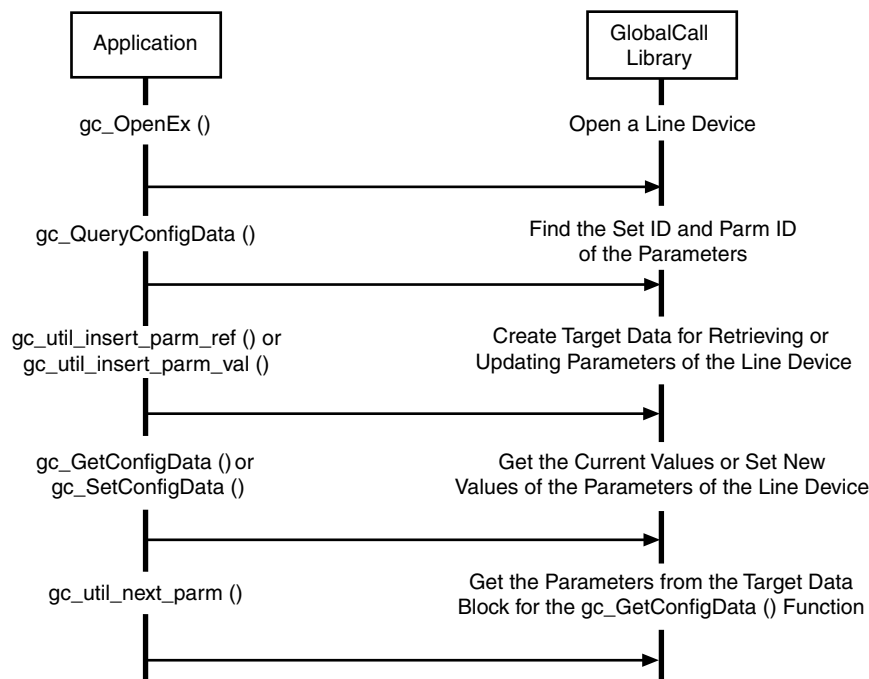 Application
GlobalCall
Library
gc_OpenEx ()
Open a Line Device
gc_QueryConfigData ()
Find the Set ID and Parm ID
of the Parameters
gc_util_insert_parm_ref () or
gc_util_insert_parm_val ()
Create Target Data for Retrieving or
Updating Parameters of the Line Device
gc_GetConfigData () or
gc_SetConfigData ()
Get the Current Values or Set New
Values of the Parameters of the Line Device
gc_util_next_parm ()
Get the Parameters from the Target Data
Block for the gc_GetConfigData () Function